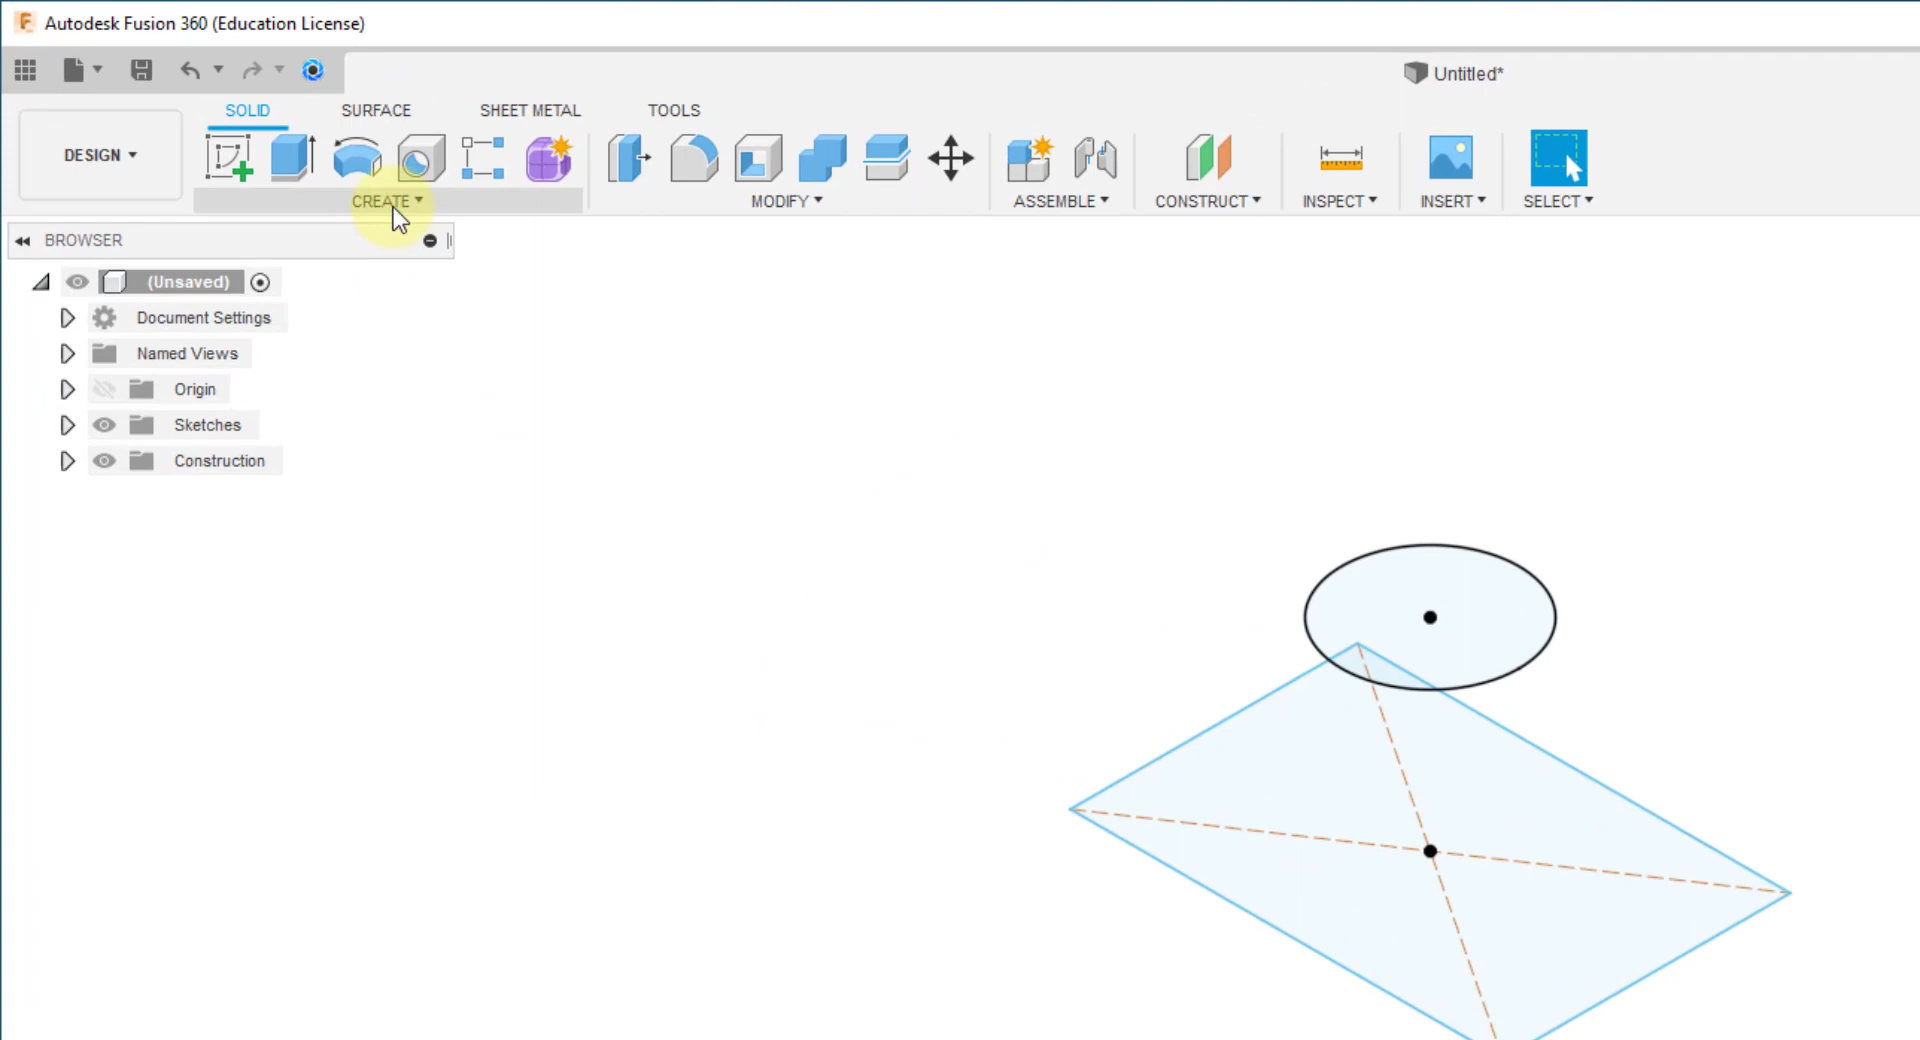 Autodesk Fusion 360 (Education License)
Untitled*
SOLID SURFACE SHEET METAL TOOLS
DESIGN
CREATE MODIFY ASSEMBLE CONSTRUCT INSPECT INSERT SELECT
BROWSER
(Unsaved)
Document Settings
Named Views
Origin
Sketches
Construction